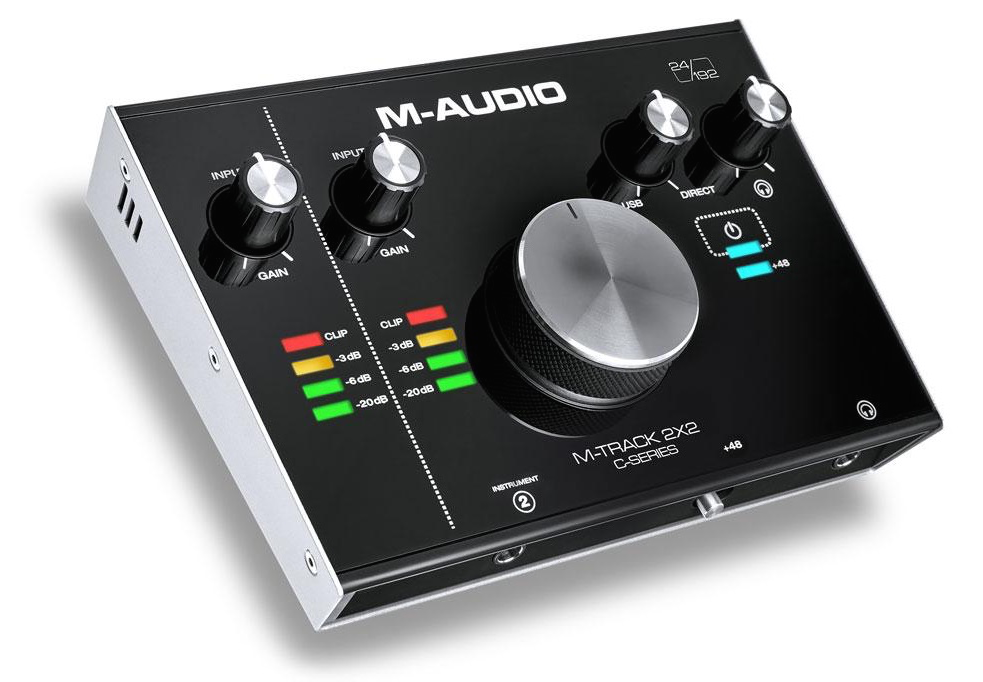 M-AUDIO
24/192
INPUT
GAIN
GAIN
USB
DIRECT
+48
CLIP
-3dB
-6dB
-20dB
CLIP
-3dB
-6dB
-20dB
M-TRACK 2X2
C-SERIES
+48
INSTRUMENT
2